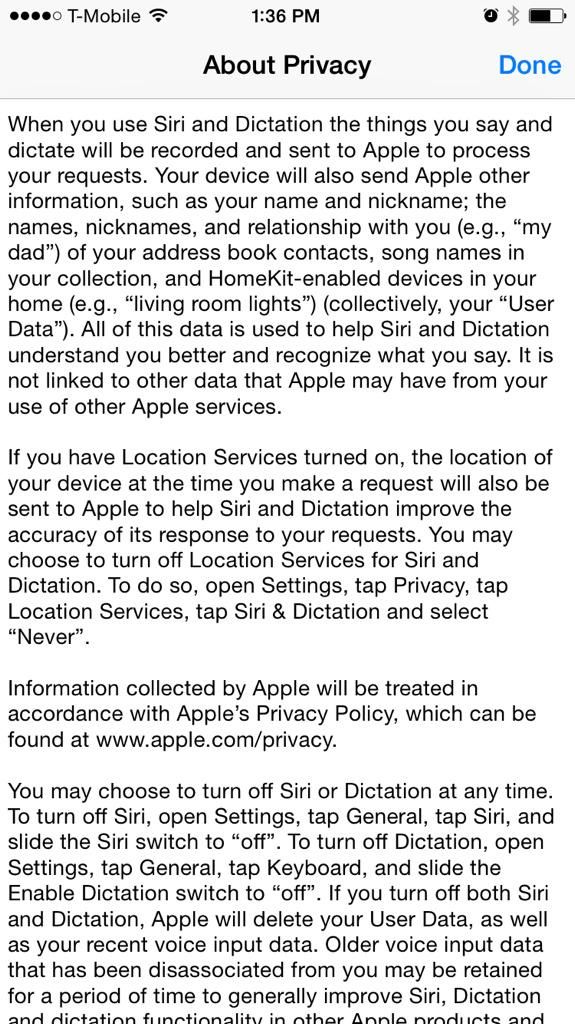 T-Mobile 1:36 PM
About Privacy Done
When you use Siri and Dictation the things you say and
dictate will be recorded and sent to Apple to process
your requests. Your device will also send Apple other
information, such as your name and nickname; the
names, nicknames, and relationship with you (e.g., “my
dad”) of your address book contacts, song names in
your collection, and HomeKit-enabled devices in your
home (e.g., “living room lights”) (collectively, your “User
Data”). All of this data is used to help Siri and Dictation
understand you better and recognize what you say. It is
not linked to other data that Apple may have from your
use of other Apple services.
If you have Location Services turned on, the location of
your device at the time you make a request will also be
sent to Apple to help Siri and Dictation improve the
accuracy of its response to your requests. You may
choose to turn off Location Services for Siri and
Dictation. To do so, open Settings, tap Privacy, tap
Location Services, tap Siri & Dictation and select
“Never”.
Information collected by Apple will be treated in
accordance with Apple’s Privacy Policy, which can be
found at www.apple.com/privacy.
You may choose to turn off Siri or Dictation at any time.
To turn off Siri, open Settings, tap General, tap Siri, and
slide the Siri switch to “off”. To turn off Dictation, open
Settings, tap General, tap Keyboard, and slide the
Enable Dictation switch to “off”. If you turn off both Siri
and Dictation, Apple will delete your User Data, as well
as your recent voice input data. Older voice input data
that has been disassociated from you may be retained
for a period of time to generally improve Siri, Dictation
and dictation functionality in other Apple products and